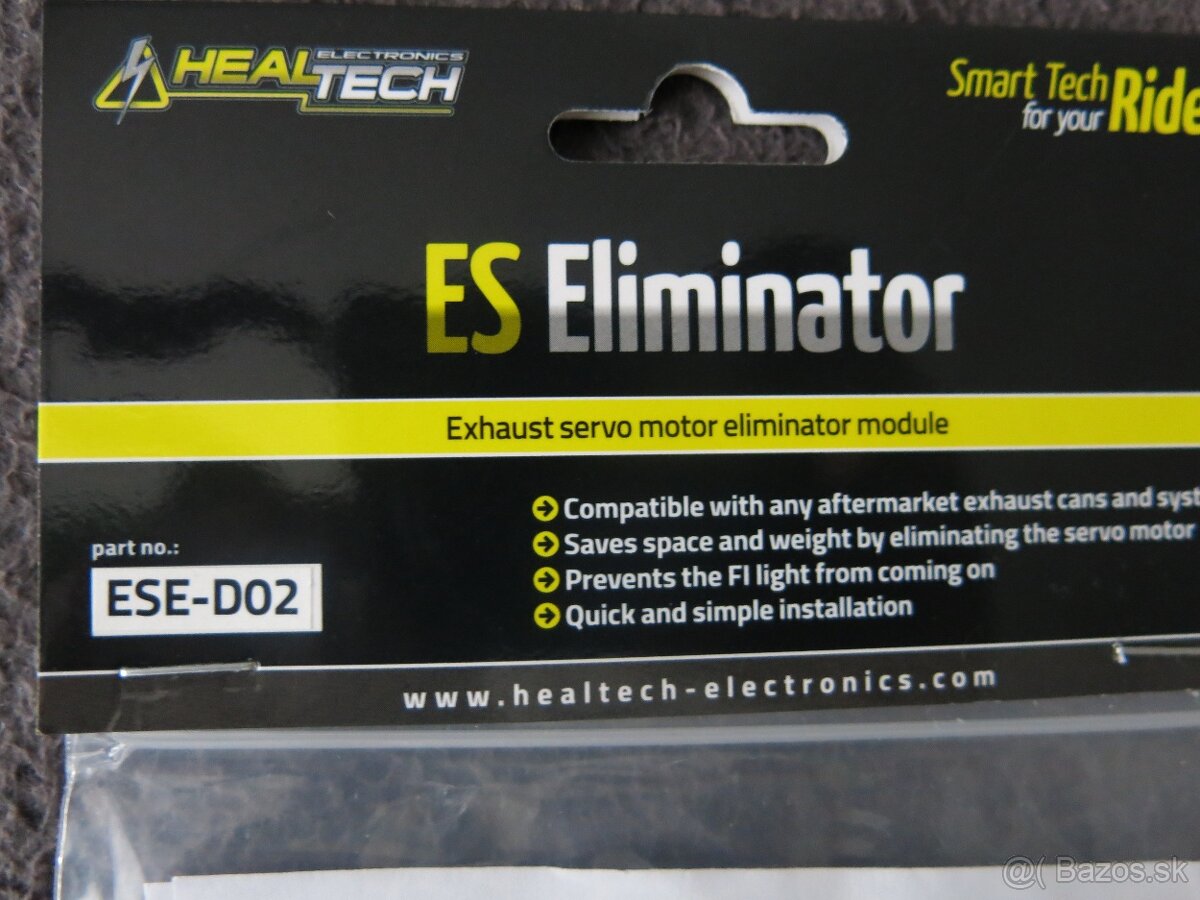 HEALTECH ELECTRONICS
Smart Tech
for your Ride
ES Eliminator
Exhaust servo motor eliminator module
Compatible with any aftermarket exhaust cans and syst
Saves space and weight by eliminating the servo motor
Prevents the FI light from coming on
Quick and simple installation
part no.:
ESE-D02
www.healtech-electronics.com
@( Bazos.sk